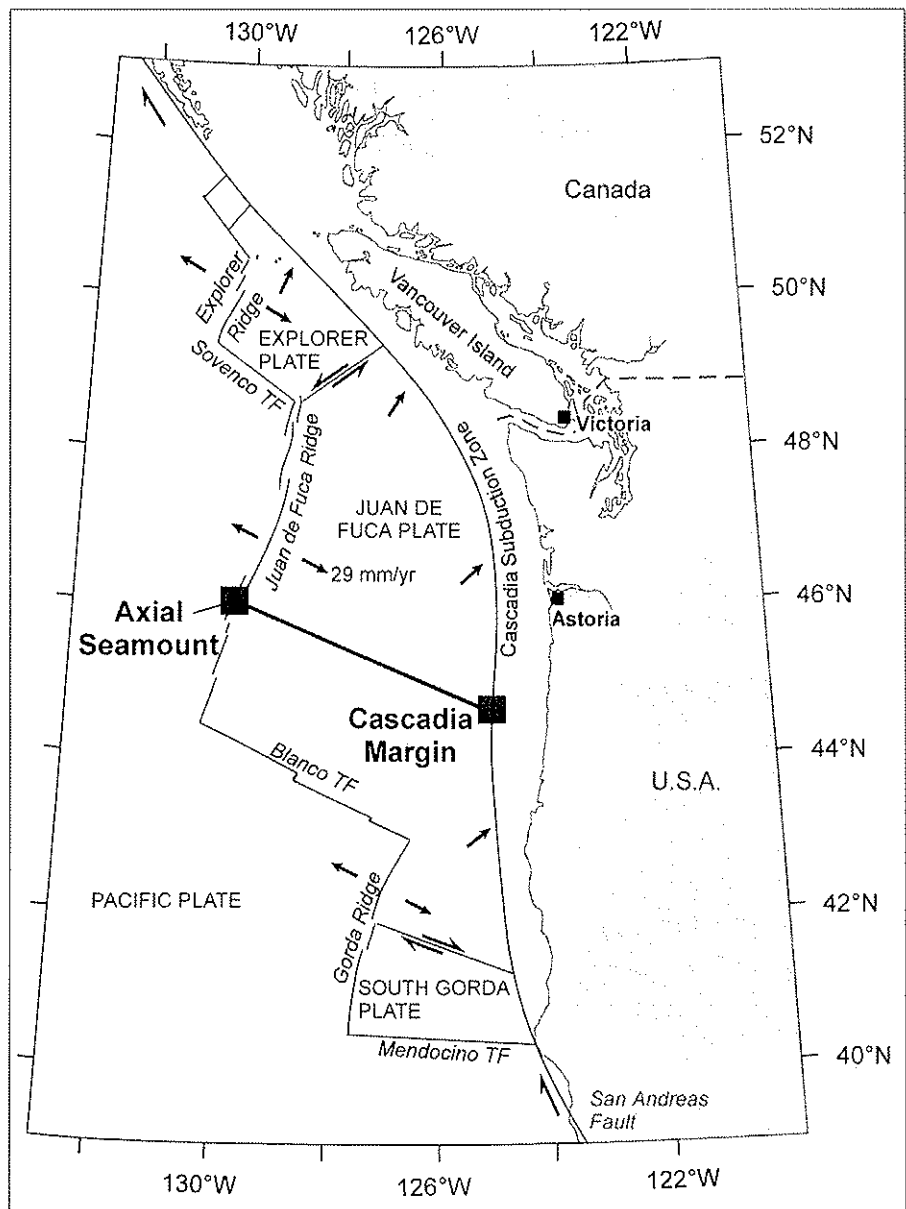 130°W
126°W
122°W
52°N
Canada
50°N
Explorer
Ridge
EXPLORER
PLATE
Vancouver Island
Sovenco TF
Victoria
48°N
Juan de Fuca Ridge
JUAN DE
FUCA PLATE
Cascadia Subduction Zone
29 mm/yr
46°N
Axial
Seamount
Astoria
Cascadia
Margin
44°N
Blanco TF
U.S.A.
PACIFIC PLATE
42°N
Gorda Ridge
SOUTH GORDA
PLATE
Mendocino TF
40°N
San Andreas
Fault
130°W
126°W
122°W